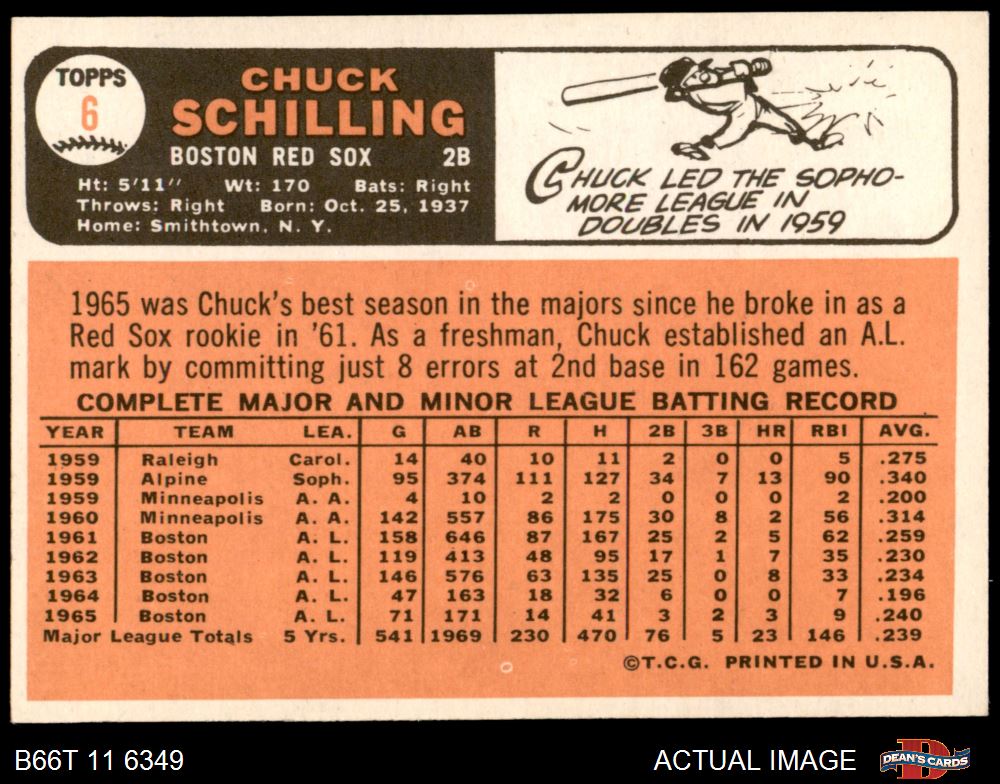 TOPPS
6
CHUCK
SCHILLING
BOSTON RED SOX 2B
Ht: 5'11" Wt: 170 Bats: Right
Throws: Right Born: Oct. 25, 1937
Home: Smithtown, N. Y.
CHUCK LED THE SOPHO-
MORE LEAGUE IN
DOUBLES IN 1959
1965 was Chuck's best season in the majors since he broke in as a
Red Sox rookie in '61. As a freshman, Chuck established an A.L.
mark by committing just 8 errors at 2nd base in 162 games.
COMPLETE MAJOR AND MINOR LEAGUE BATTING RECORD
YEAR TEAM LEA. G AB R H 2B 3B HR RBI AVG.
1959 Raleigh Carol. 14 40 10 11 2 0 0 5 .275
1959 Alpine Soph. 95 374 111 127 34 7 13 90 .340
1959 Minneapolis A. A. 4 10 2 2 0 0 0 2 .200
1960 Minneapolis A. A. 142 557 86 175 30 8 2 56 .314
1961 Boston A. L. 158 646 87 167 25 2 5 62 .259
1962 Boston A. L. 119 413 48 95 17 1 7 35 .230
1963 Boston A. L. 146 576 63 135 25 0 8 33 .234
1964 Boston A. L. 47 163 18 32 6 0 0 7 .196
1965 Boston A. L. 71 171 14 41 3 2 3 9 .240
Major League Totals 5 Yrs. 541 1969 230 470 76 5 23 146 .239
©T.C.G. PRINTED IN U.S.A.
B66T 11 6349 ACTUAL IMAGE DEAN'S CARDS